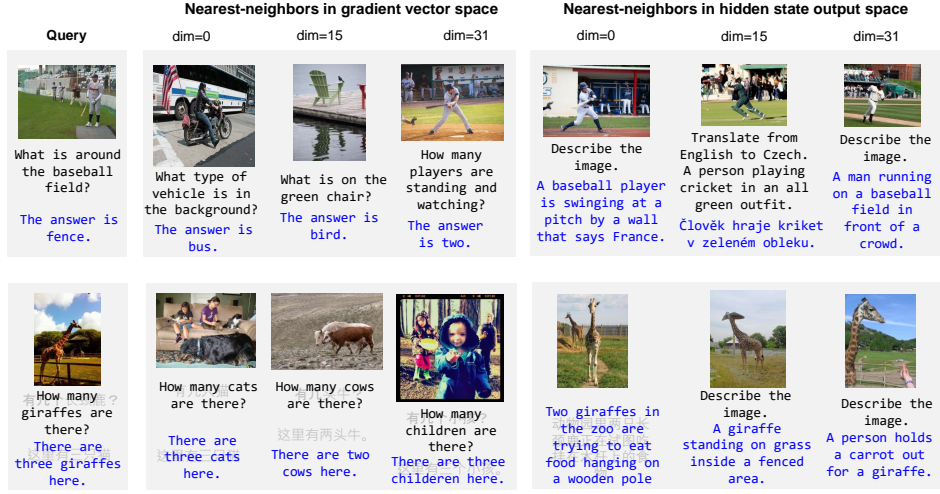 Nearest-neighbors in gradient vector space
Nearest-neighbors in hidden state output space
Query
dim=0
dim=15
dim=31
dim=0
dim=15
dim=31
What is around
the baseball
field?
The answer is
fence.
What type of
vehicle is in
the background?
The answer is
bus.
What is on the
green chair?
The answer is
bird.
How many
players are
standing and
watching?
The answer
is two.
Describe the
image.
A baseball player
is swinging at a
pitch by a wall
that says France.
Translate from
English to Czech.
A person playing
cricket in an all
green outfit.
Člověk hraje kriket
v zeleném obleku.
Describe the
image.
A man running
on a baseball
field in
front of a
crowd.
How many
giraffes are
there?
There are
three giraffes
here.
How many cats
are there?
There are
three cats
here.
How many cows
are there?
这里有两头牛。
There are two
cows here.
How many
children are
there?
There are three
childeren here.
Two giraffes in
the zoo are
trying to eat
food hanging on
a wooden pole
Describe the
image.
A giraffe
standing on grass
inside a fenced
area.
Describe the
image.
A person holds
a carrot out
for a giraffe.